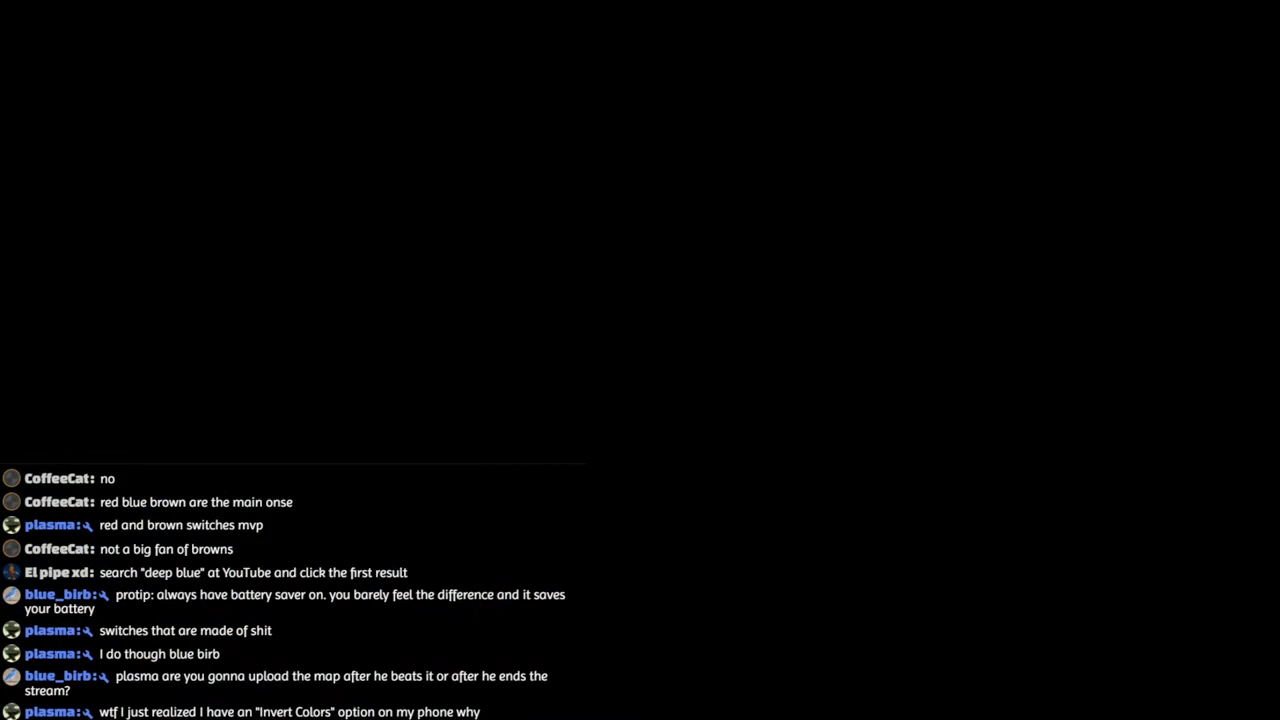 CoffeeCat: no
CoffeeCat: red blue brown are the main onse
plasma: red and brown switches mvp
CoffeeCat: not a big fan of browns
El pipe xd: search "deep blue" at YouTube and click the first result
blue_birb: protip: always have battery saver on. you barely feel the difference and it saves
your battery
plasma: switches that are made of shit
plasma: I do though blue birb
blue_birb: plasma are you gonna upload the map after he beats it or after he ends the
stream?
plasma: wtf I just realized I have an "Invert Colors" option on my phone why